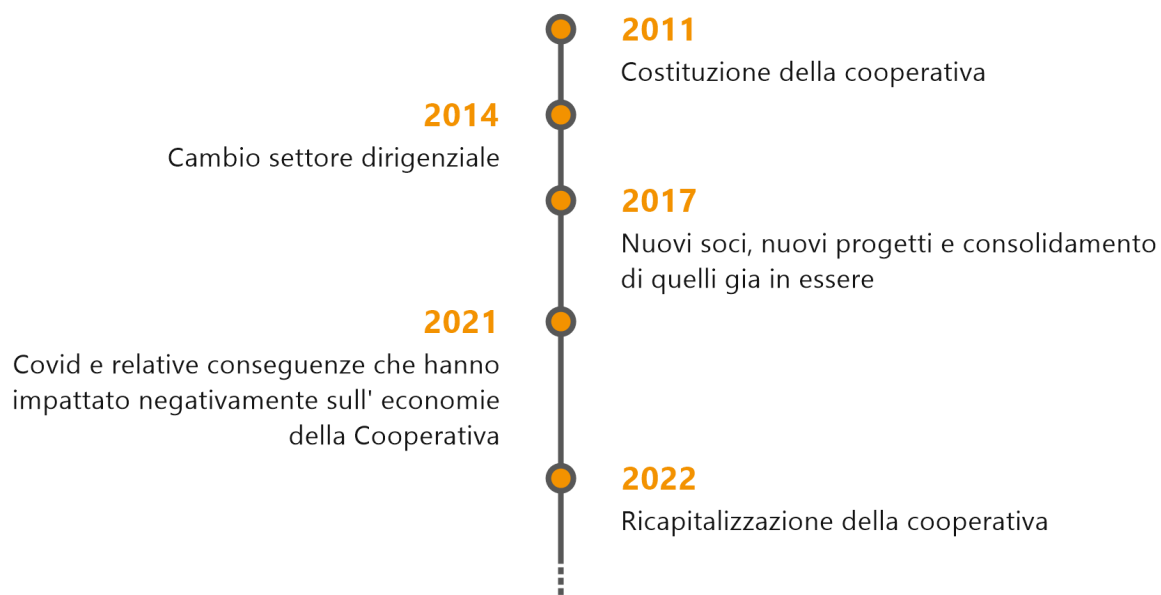 2011
Costituzione della cooperativa
2014
Cambio settore dirigenziale
2017
Nuovi soci, nuovi progetti e consolidamento
di quelli gia in essere
2021
Covid e relative conseguenze che hanno
impattato negativamente sull' economie
della Cooperativa
2022
Ricapitalizzazione della cooperativa